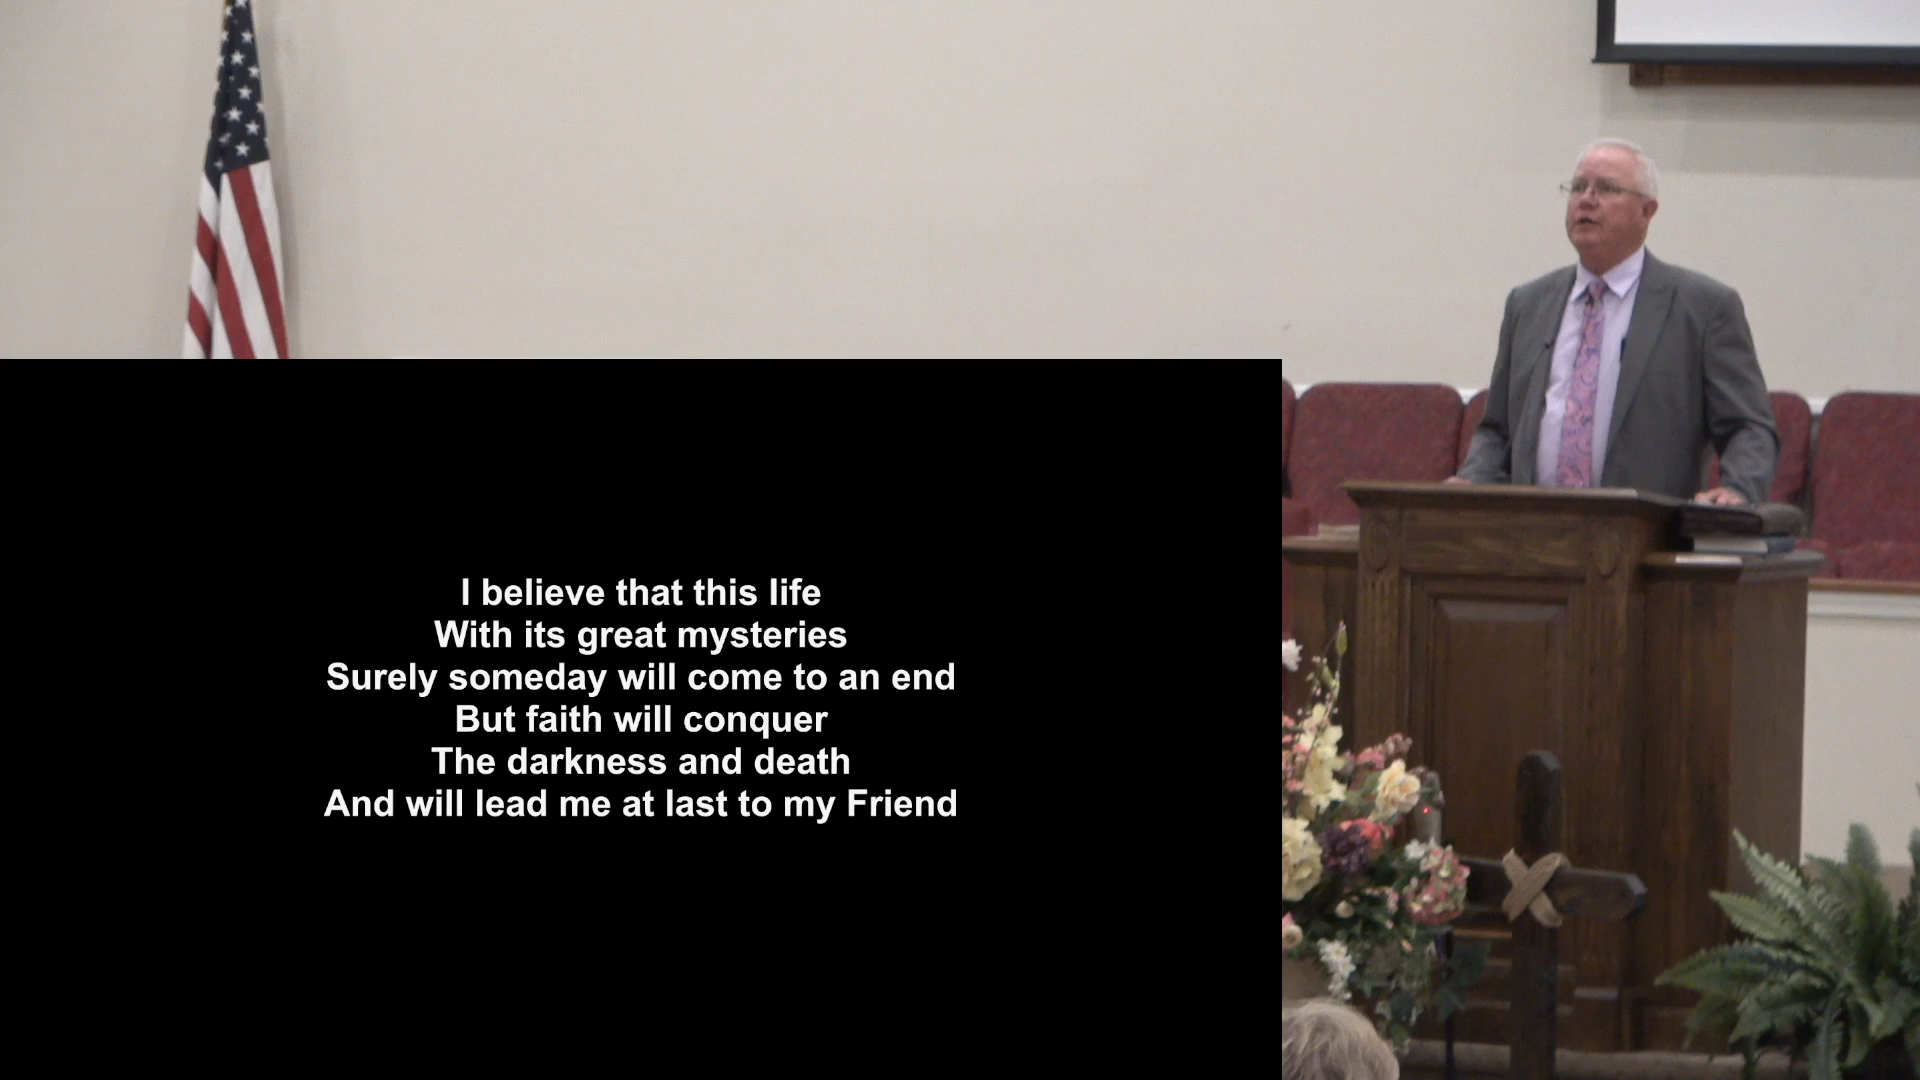 I believe that this life
With its great mysteries
Surely someday will come to an end
But faith will conquer
The darkness and death
And will lead me at last to my Friend